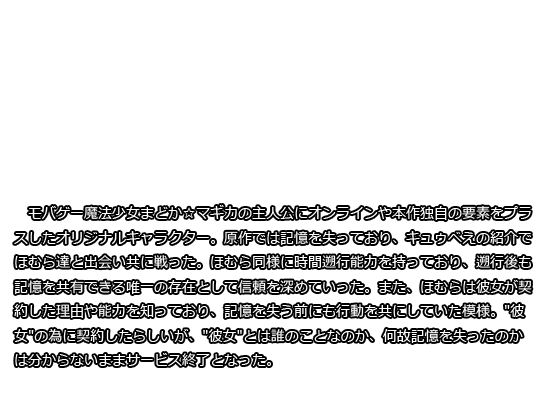 モバゲー魔法少女まどか☆マギカの主人公にオンラインや本作独自の要素をプラ
スしたオリジナルキャラクター。原作では記憶を失っており、キュゥべえの紹介で
ほむら達と出会い共に戦った。ほむら同様に時間遡行能力を持っており、遡行後も
記憶を共有できる唯一の存在として信頼を深めていった。また、ほむらは彼女が契
約した理由や能力を知っており、記憶を失う前にも行動を共にしていた模様。"彼
女"の為に契約したらしいが、"彼女"とは誰のことなのか、何故記憶を失ったのか
は分からないままサービス終了となった。